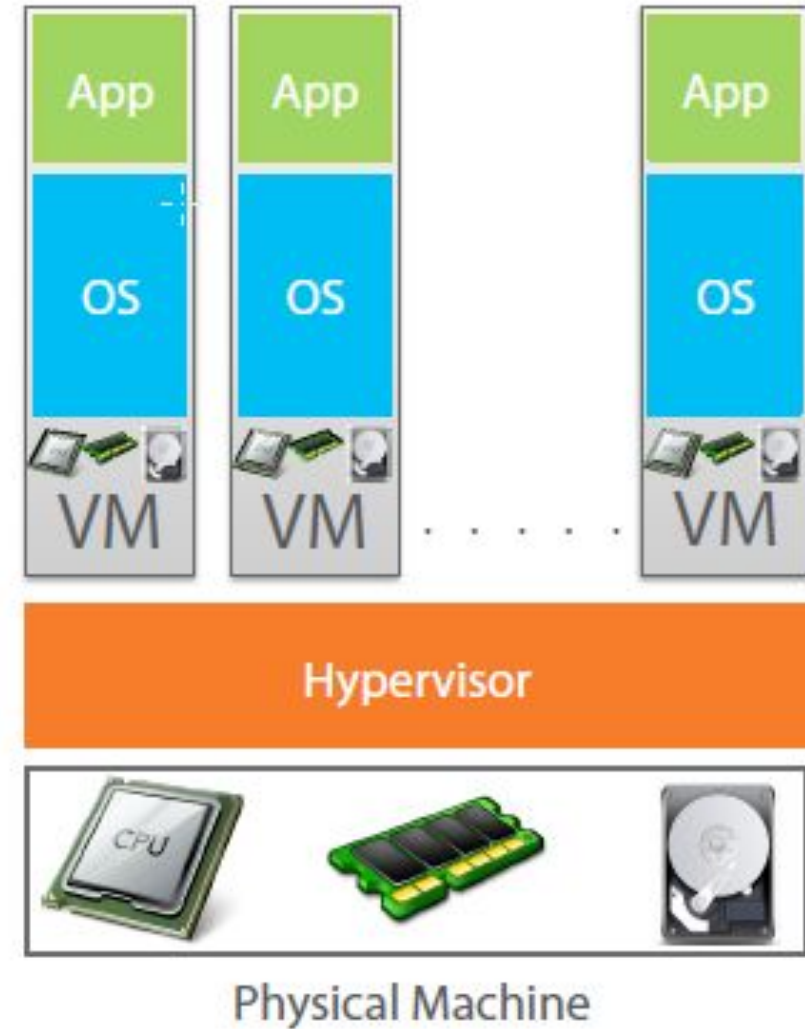 App App App
OS OS OS
VM VM . . . . . VM
Hypervisor
CPU
Physical Machine